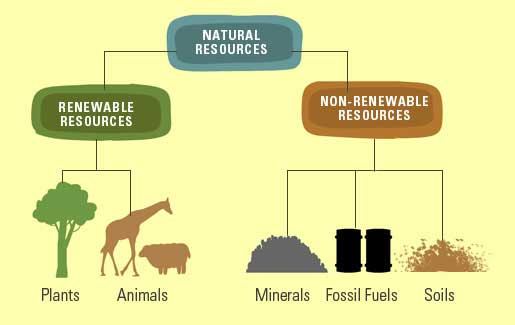 NATURAL
RESOURCES
RENEWABLE
RESOURCES
NON-RENEWABLE
RESOURCES
Plants
Animals
Minerals
Fossil Fuels
Soils